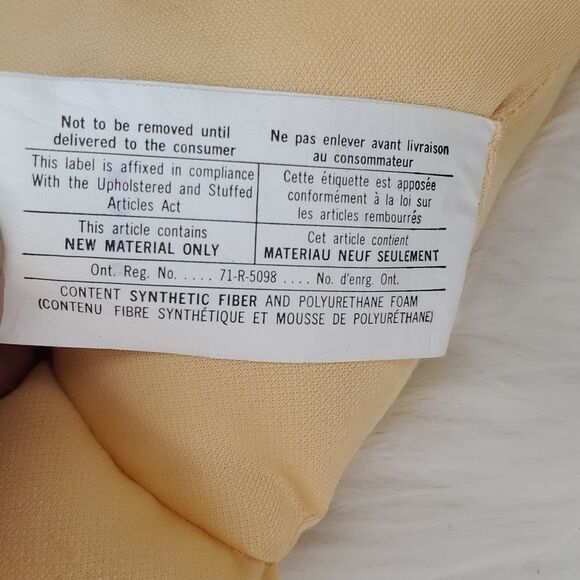 Not to be removed until
delivered to the consumer
Ne pas enlever avant livraison
au consommateur
This label is affixed in compliance
With the Upholstered and Stuffed
Articles Act
Cette étiquette est apposée
conformément à la loi sur
les articles rembourrés
This article contains
NEW MATERIAL ONLY
Cet article contient
MATERIAU NEUF SEULEMENT
Ont. Reg. No. .... 71-R-5098 .... No. d'enrg. Ont.
CONTENT SYNTHETIC FIBER AND POLYURETHANE FOAM
(CONTENU FIBRE SYNTHÉTIQUE ET MOUSSE DE POLYURÉTHANE)